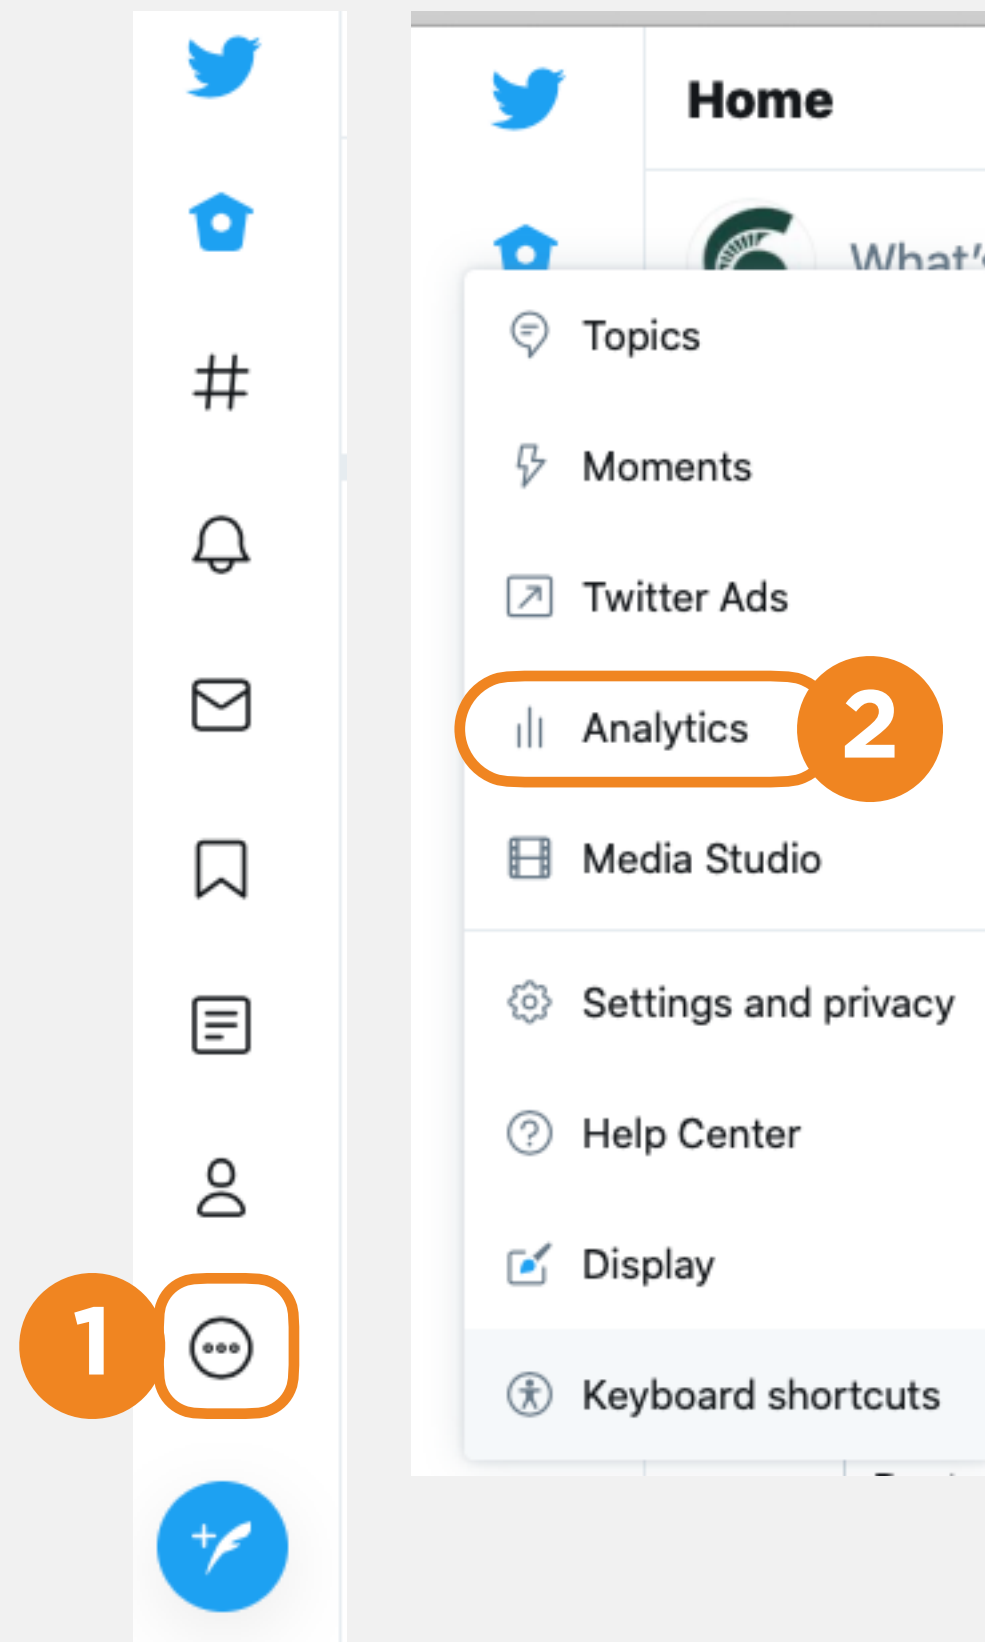 Home
What's
Topics
Moments
Twitter Ads
Analytics
2
Media Studio
Settings and privacy
Help Center
Display
1
Keyboard shortcuts